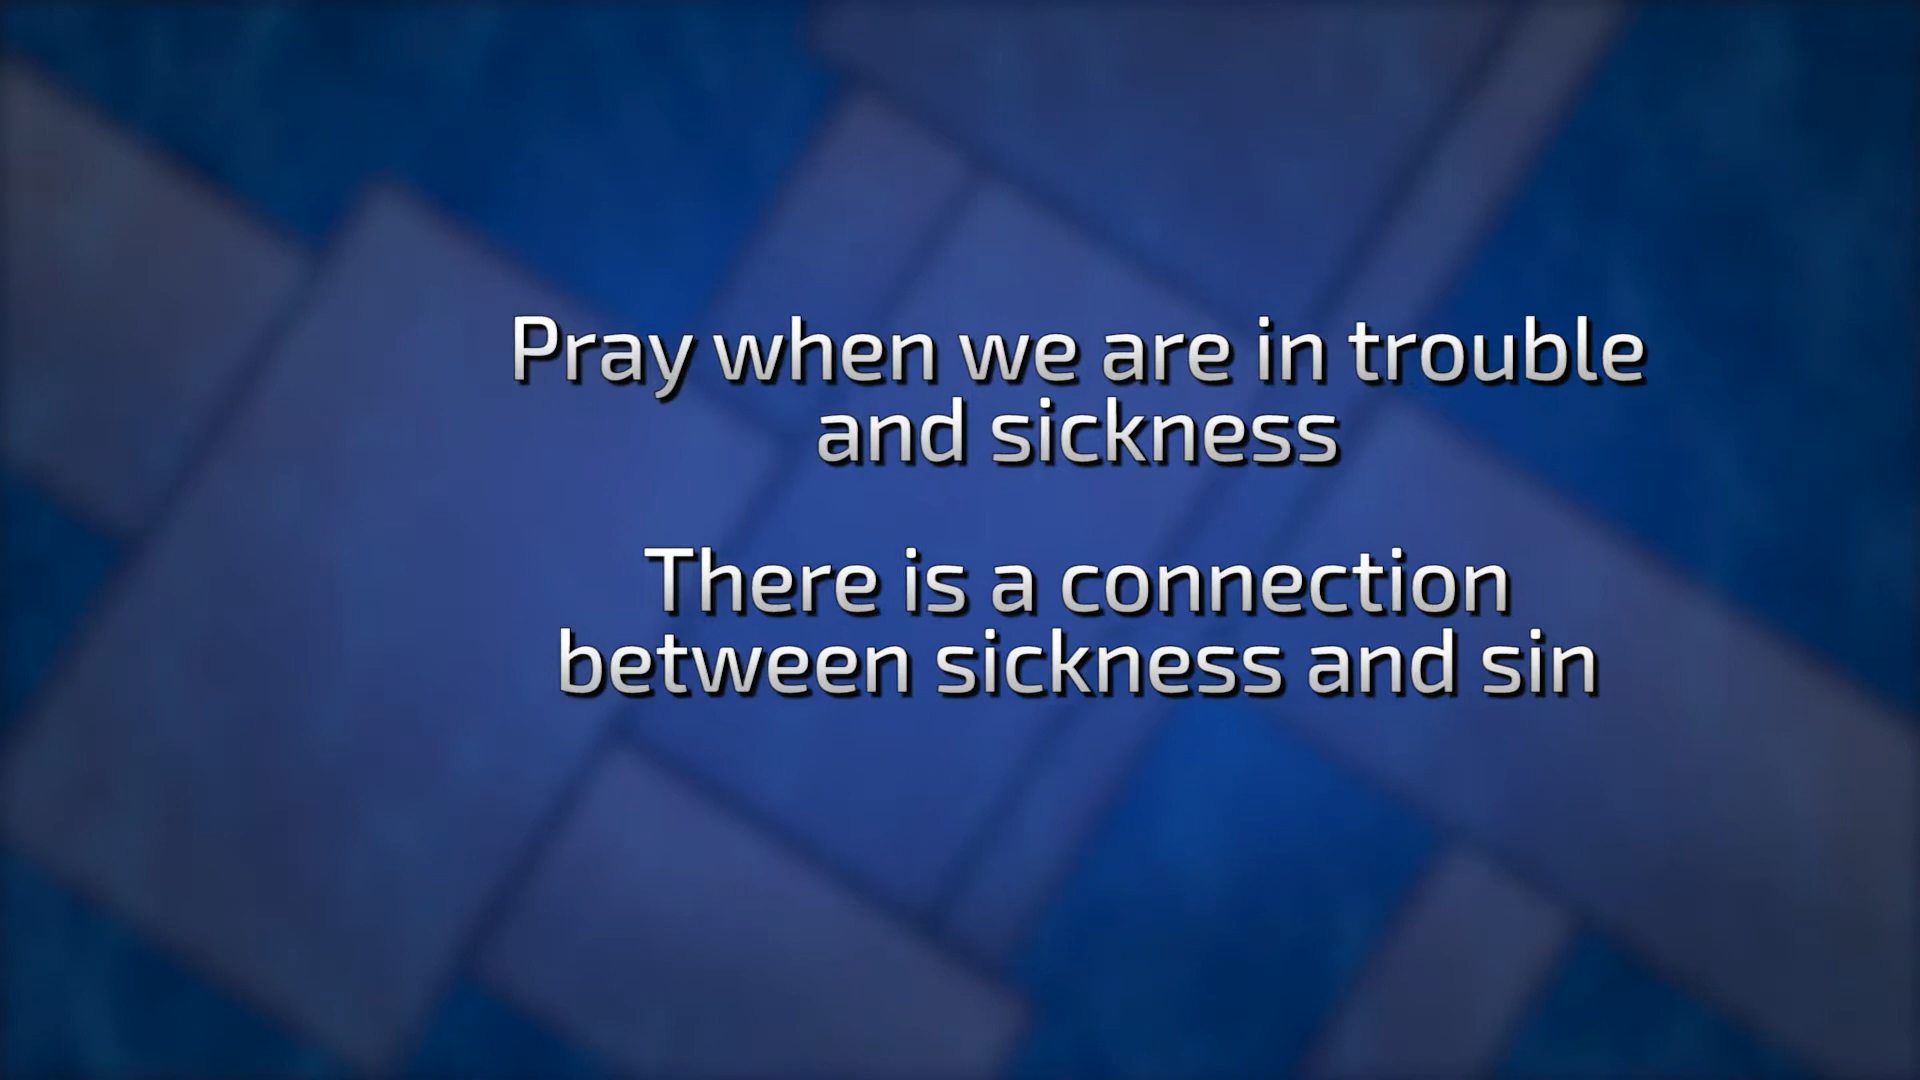 Pray when we are in trouble
and sickness
There is a connection
between sickness and sin